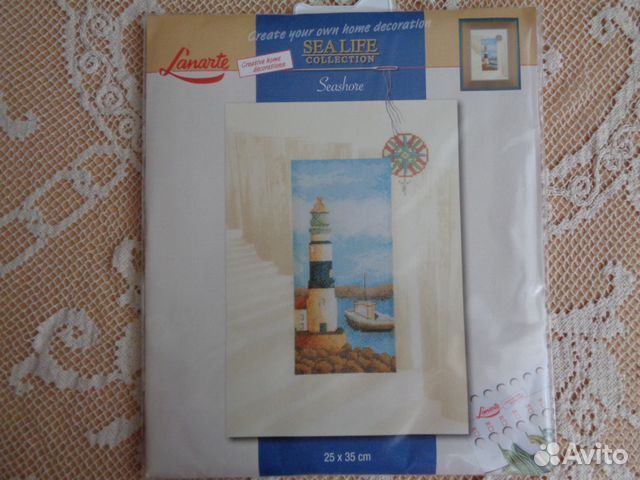 Create your own home decoration
Lanarte
Creative home
decorations
SEA LIFE
COLLECTION
Seashore
Lanarte
25 x 35 cm
Avito